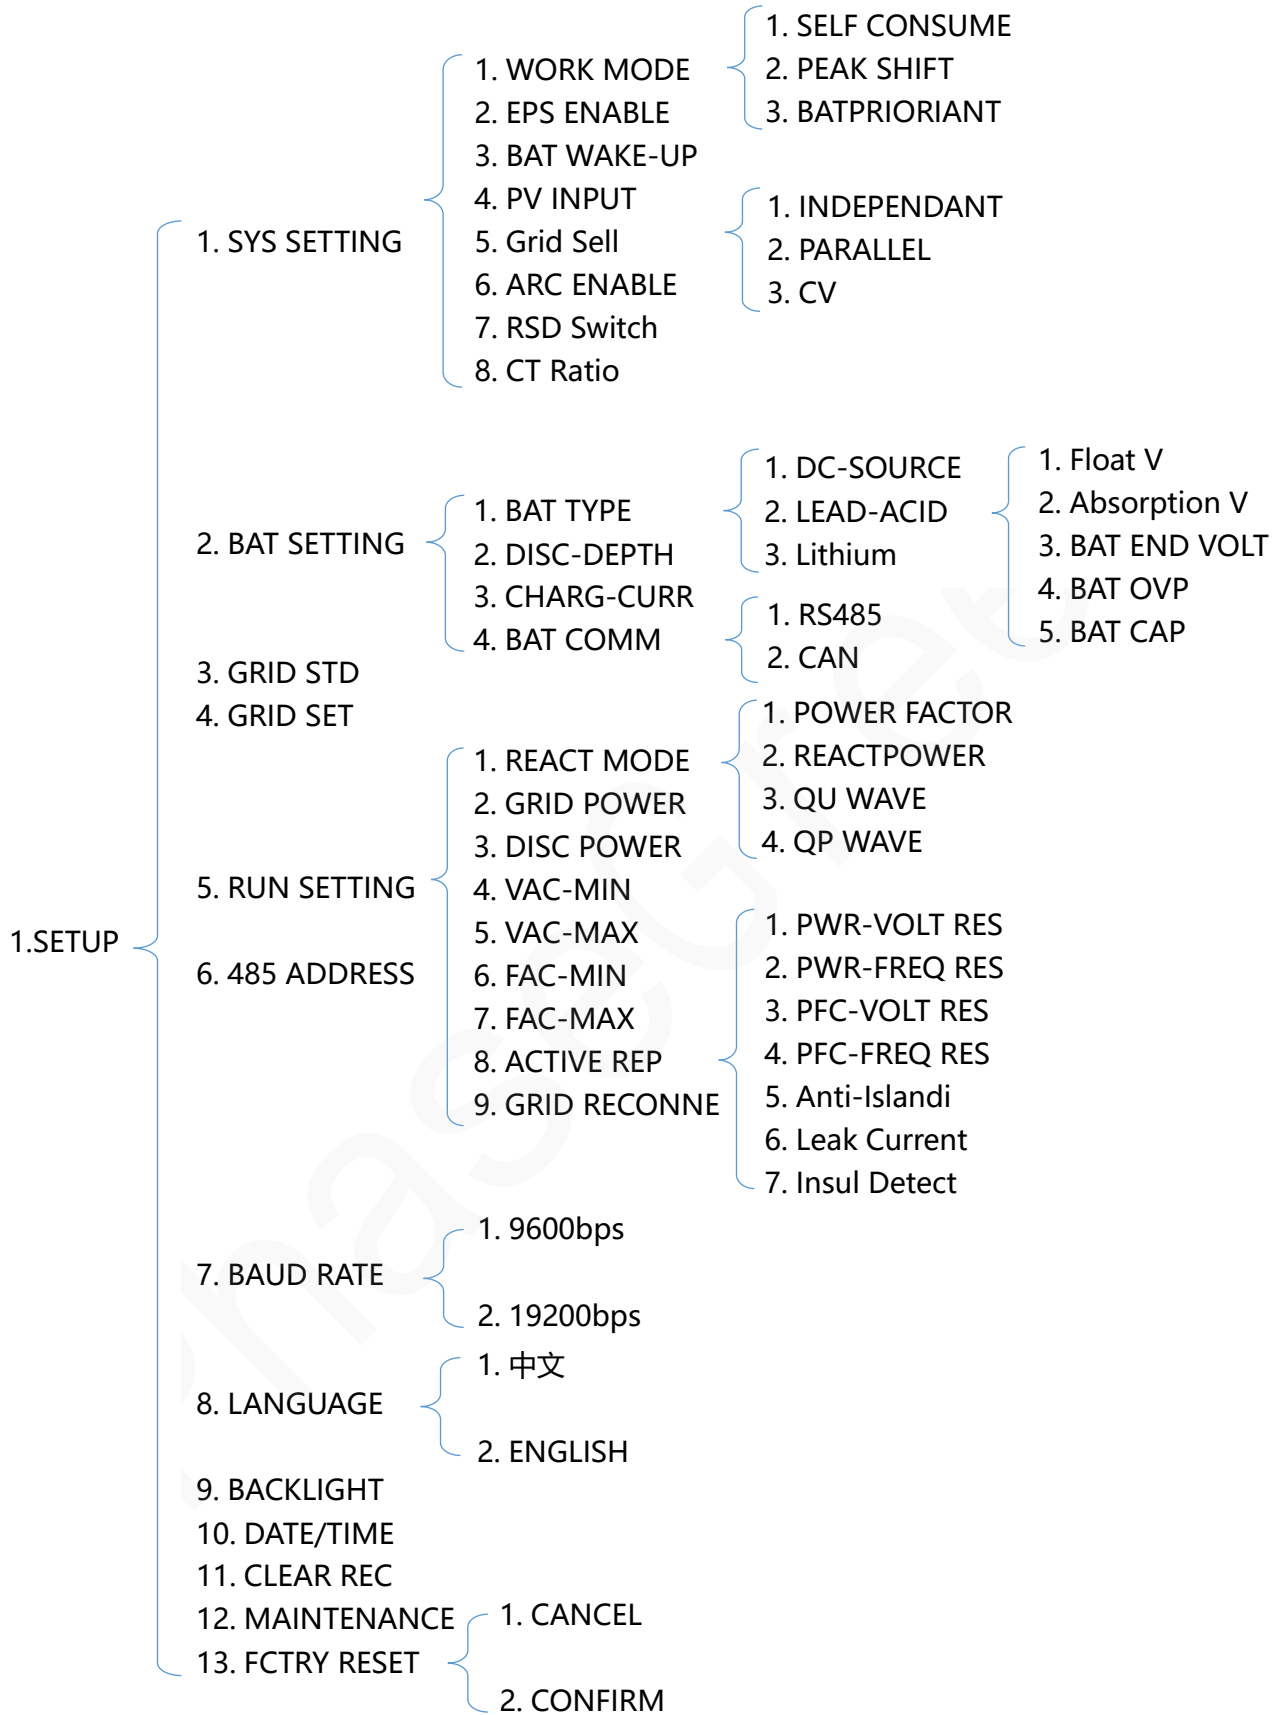 1.SETUP
1. SYS SETTING
1. WORK MODE
1. SELF CONSUME
2. PEAK SHIFT
3. BATPRIORIANT
2. EPS ENABLE
3. BAT WAKE-UP
4. PV INPUT
1. INDEPENDANT
2. PARALLEL
3. CV
5. Grid Sell
6. ARC ENABLE
7. RSD Switch
8. CT Ratio
2. BAT SETTING
1. BAT TYPE
1. DC-SOURCE
2. LEAD-ACID
1. Float V
2. Absorption V
3. BAT END VOLT
4. BAT OVP
5. BAT CAP
3. Lithium
2. DISC-DEPTH
3. CHARG-CURR
4. BAT COMM
1. RS485
2. CAN
3. GRID STD
4. GRID SET
5. RUN SETTING
1. REACT MODE
1. POWER FACTOR
2. REACTPOWER
3. QU WAVE
4. QP WAVE
2. GRID POWER
3. DISC POWER
4. VAC-MIN
5. VAC-MAX
6. FAC-MIN
7. FAC-MAX
8. ACTIVE REP
1. PWR-VOLT RES
2. PWR-FREQ RES
3. PFC-VOLT RES
4. PFC-FREQ RES
5. Anti-Islandi
6. Leak Current
7. Insul Detect
9. GRID RECONNE
6. 485 ADDRESS
7. BAUD RATE
1. 9600bps
2. 19200bps
8. LANGUAGE
1. 中文
2. ENGLISH
9. BACKLIGHT
10. DATE/TIME
11. CLEAR REC
12. MAINTENANCE
13. FCTRY RESET
1. CANCEL
2. CONFIRM